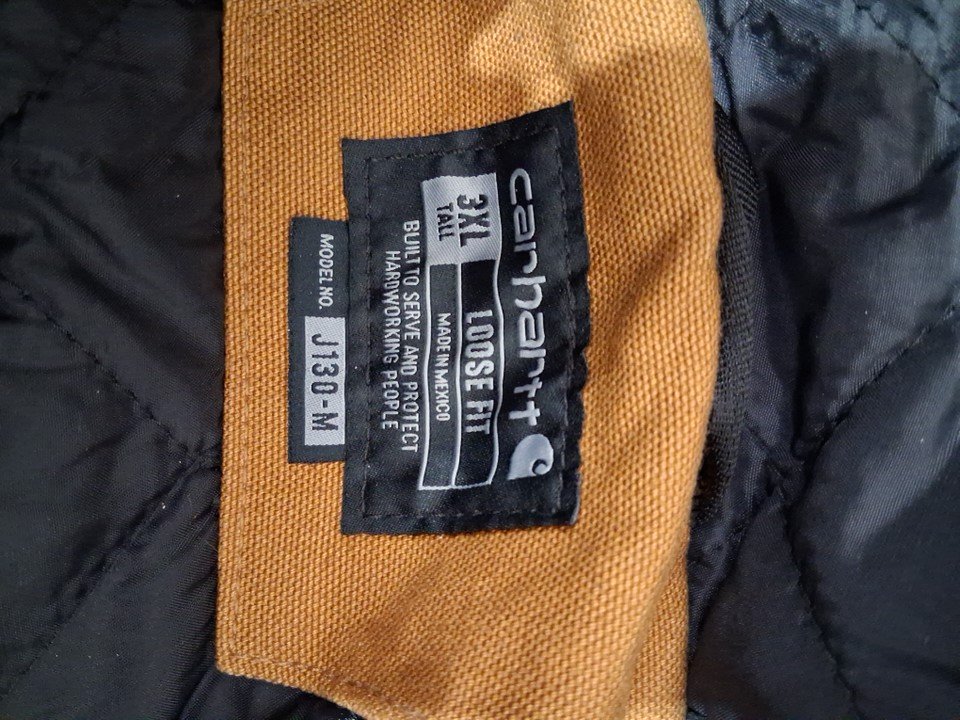 carhartt
3XL
TALL
LOOSE FIT
MADE IN MEXICO
BUILT TO SERVE AND PROTECT
HARDWORKING PEOPLE
MODEL NO. J130-M